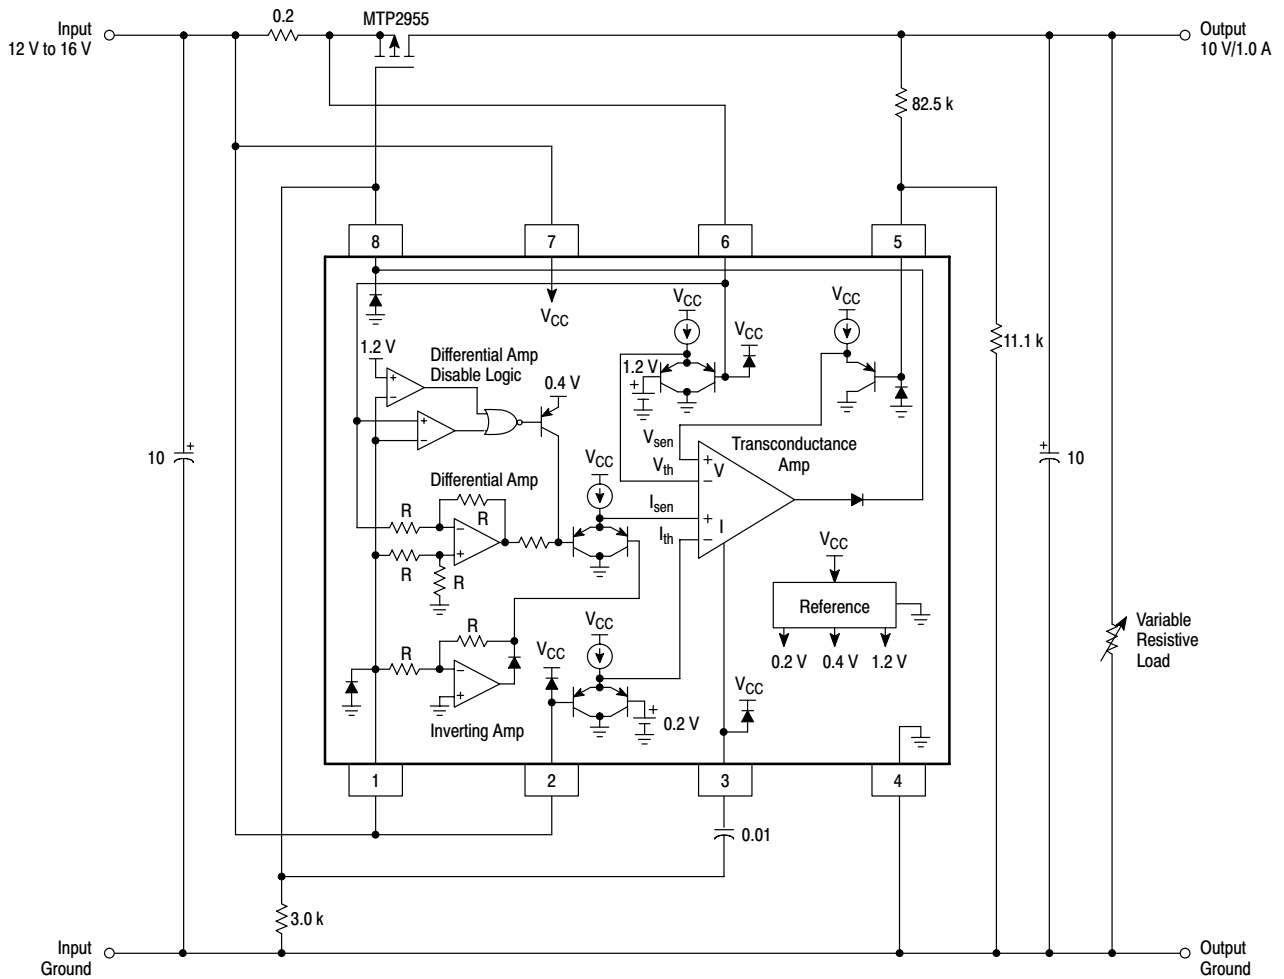 Input
12 V to 16 V
0.2
MTP2955
Output
10 V/1.0 A
82.5 k
8
7
6
5
VCC
VCC
VCC
VCC
11.1 k
1.2 V
Differential Amp
Disable Logic
0.4 V
1.2 V
Vsen
Vth
Transconductance
Amp
10
10
VCC
Differential Amp
R
R
Isen
Ith
V
I
VCC
R
R
Reference
0.2 V
0.4 V
1.2 V
Variable
Resistive
Load
R
R
VCC
VCC
VCC
0.2 V
Inverting Amp
1
2
3
4
0.01
3.0 k
Input
Ground
Output
Ground